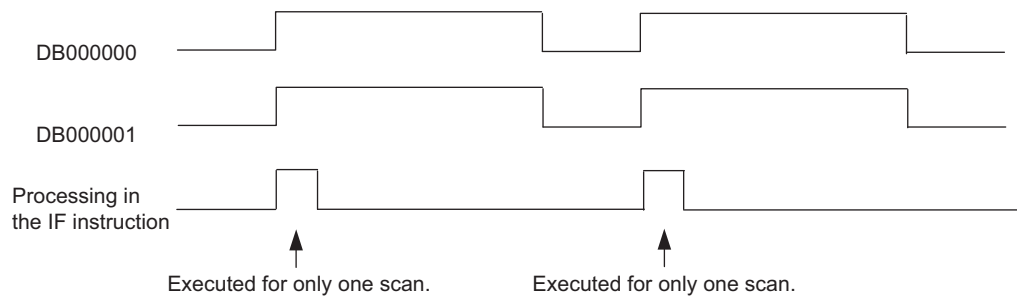 DB000000
DB000001
Processing in
the IF instruction
Executed for only one scan.
Executed for only one scan.